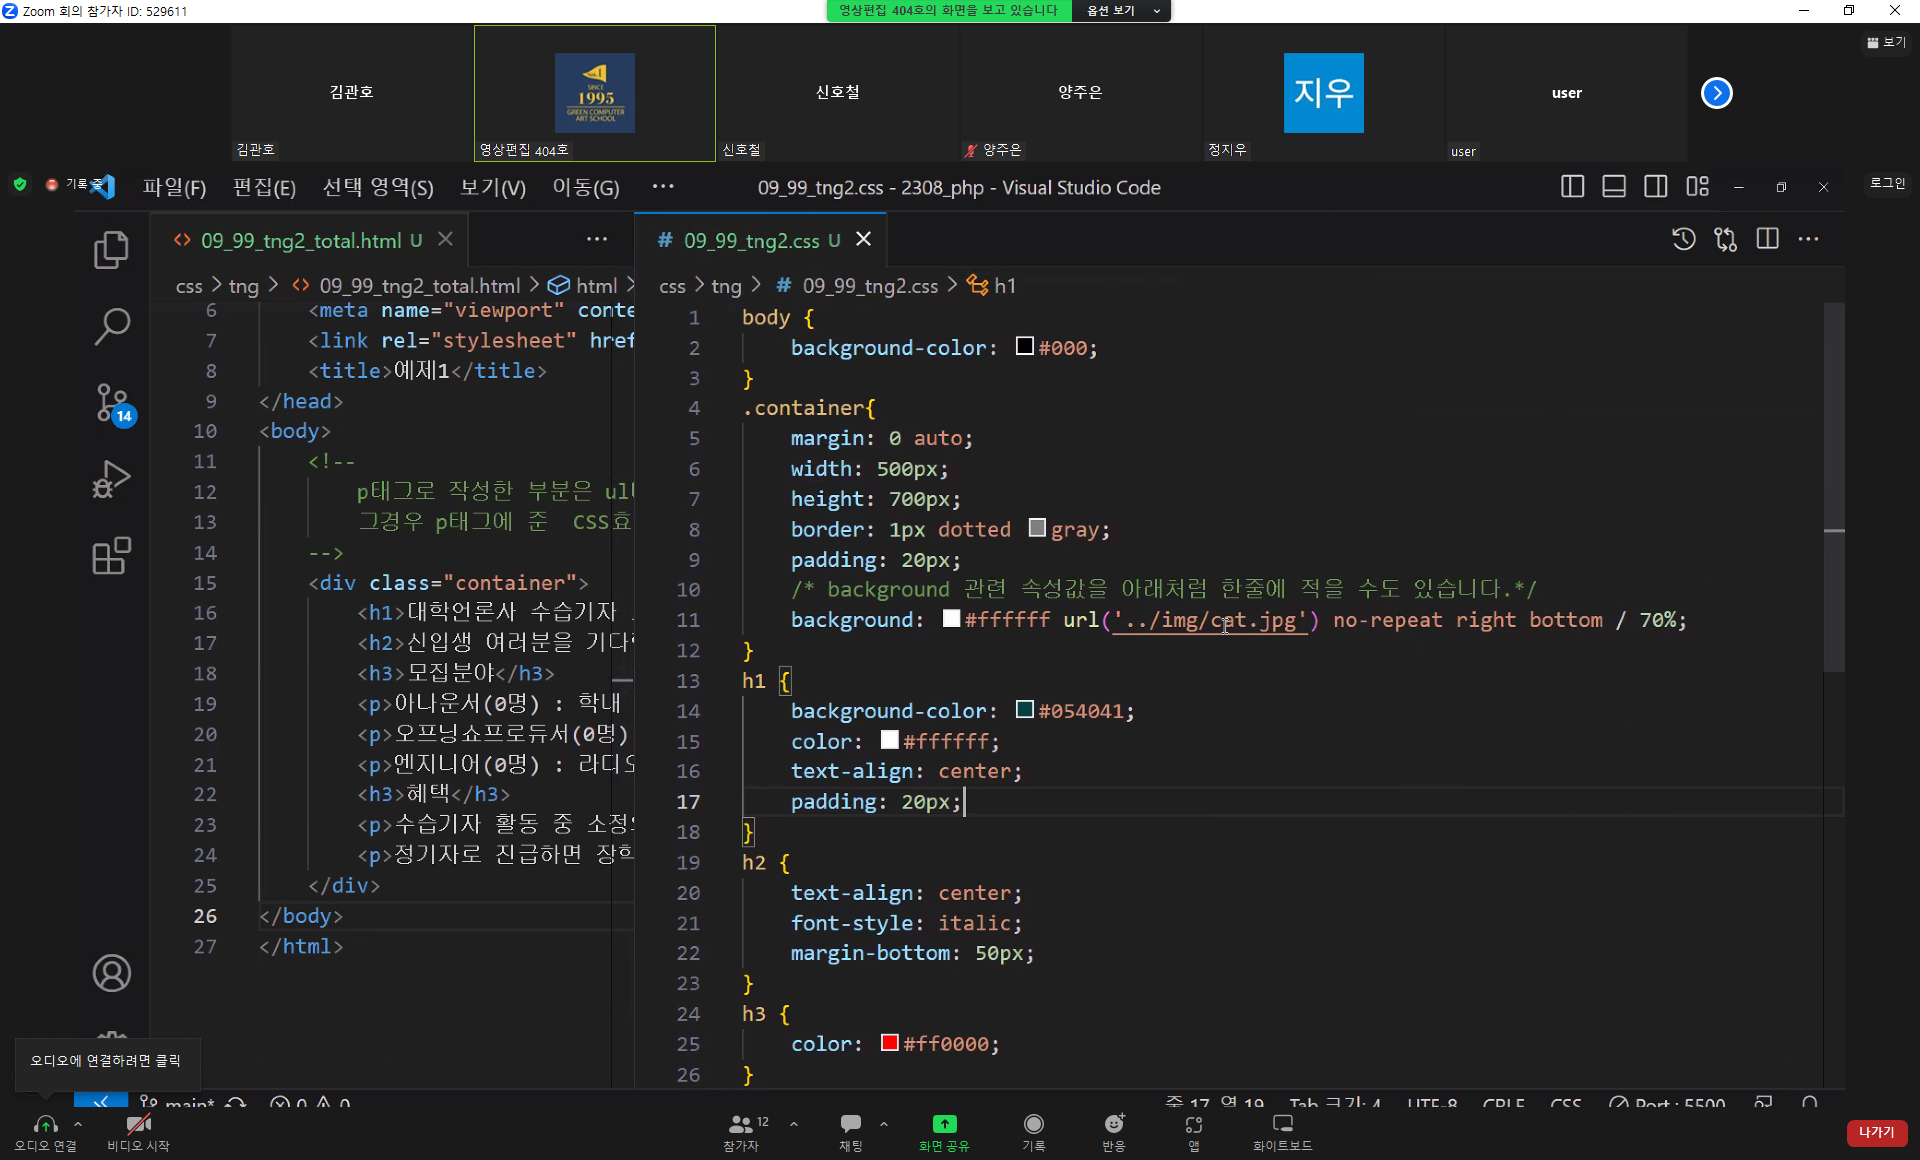 Zoom 회의 참가자 ID: 529611
영상편집 404호의 화면을 보고 있습니다
옵션 보기
보기
김관호
김관호
SINCE
1995
GREEN COMPUTER
ART SCHOOL
영상편집 404호
신호철
신호철
양주은
양주은
지우
정지우
user
user
기록 중
로그인
파일(F) 편집(E) 선택 영역(S) 보기(V) 이동(G) ···
09_99_tng2.css - 2308_php - Visual Studio Code
09_99_tng2_total.html U
css > tng > 09_99_tng2_total.html > html >
6 <meta name="viewport" conte
7 <link rel="stylesheet" href
8 <title>예제1</title>
9 </head>
10 <body>
11 <!--
12 p태그로 작성한 부분은 ul
13 그경우 p태그에 준 CSS효
14 -->
15 <div class="container">
16 <h1>대학언론사 수습기자
17 <h2>신입생 여러분을 기다
18 <h3>모집분야</h3>
19 <p>아나운서(0명) : 학내
20 <p>오프닝쇼프로듀서(0명)
21 <p>엔지니어(0명) : 라디오
22 <h3>혜택</h3>
23 <p>수습기자 활동 중 소정
24 <p>정기자로 진급하면 장학
25 </div>
26 </body>
27 </html>
# 09_99_tng2.css U
css > tng > # 09_99_tng2.css > h1
1 body {
2 background-color: #000;
3 }
4 .container{
5 margin: 0 auto;
6 width: 500px;
7 height: 700px;
8 border: 1px dotted gray;
9 padding: 20px;
10 /* background 관련 속성값을 아래처럼 한줄에 적을 수도 있습니다.*/
11 background: #ffffff url('../img/cat.jpg') no-repeat right bottom / 70%;
12 }
13 h1 {
14 background-color: #054041;
15 color: #ffffff;
16 text-align: center;
17 padding: 20px;
18 }
19 h2 {
20 text-align: center;
21 font-style: italic;
22 margin-bottom: 50px;
23 }
24 h3 {
25 color: #ff0000;
26 }
14
오디오에 연결하려면 클릭
main* 0 0
줄 17, 열 19 Tab 크기: 4 UTF-8 CRLF CSS Port : 5500
오디오 연결
비디오 시작
12
참가자
채팅
화면 공유
기록
반응
앱
화이트보드
나가기